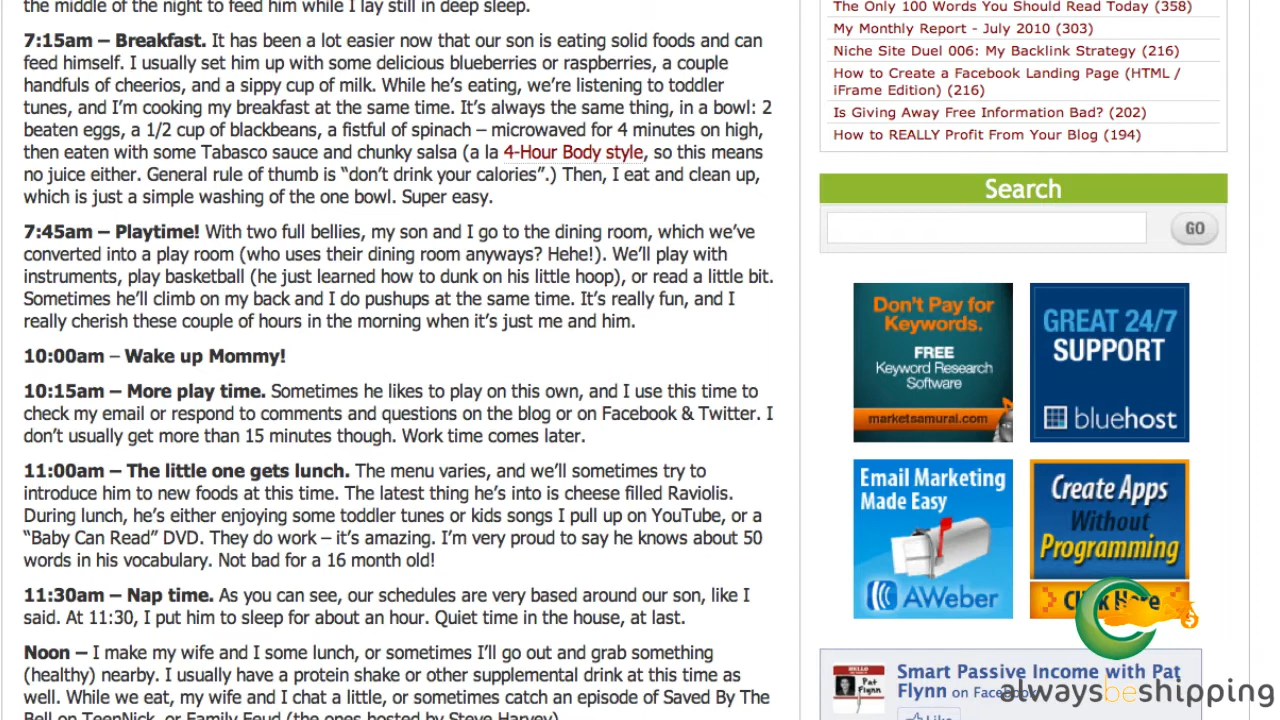 the middle of the night to feed him while I lay still in deep sleep.
7:15am – Breakfast. It has been a lot easier now that our son is eating solid foods and can
feed himself. I usually set him up with some delicious blueberries or raspberries, a couple
handfuls of cheerios, and a sippy cup of milk. While he's eating, we're listening to toddler
tunes, and I'm cooking my breakfast at the same time. It's always the same thing, in a bowl: 2
beaten eggs, a 1/2 cup of blackbeans, a fistful of spinach – microwaved for 4 minutes on high,
then eaten with some Tabasco sauce and chunky salsa (a la 4-Hour Body style, so this means
no juice either. General rule of thumb is “don't drink your calories”.) Then, I eat and clean up,
which is just a simple washing of the one bowl. Super easy.
7:45am – Playtime! With two full bellies, my son and I go to the dining room, which we've
converted into a play room (who uses their dining room anyways? Hehe!). We'll play with
instruments, play basketball (he just learned how to dunk on his little hoop), or read a little bit.
Sometimes he'll climb on my back and I do pushups at the same time. It's really fun, and I
really cherish these couple of hours in the morning when it's just me and him.
10:00am – Wake up Mommy!
10:15am – More play time. Sometimes he likes to play on this own, and I use this time to
check my email or respond to comments and questions on the blog or on Facebook & Twitter. I
don't usually get more than 15 minutes though. Work time comes later.
11:00am – The little one gets lunch. The menu varies, and we'll sometimes try to
introduce him to new foods at this time. The latest thing he's into is cheese filled Raviolis.
During lunch, he's either enjoying some toddler tunes or kids songs I pull up on YouTube, or a
“Baby Can Read” DVD. They do work – it's amazing. I'm very proud to say he knows about 50
words in his vocabulary. Not bad for a 16 month old!
11:30am – Nap time. As you can see, our schedules are very based around our son, like I
said. At 11:30, I put him to sleep for about an hour. Quiet time in the house, at last.
Noon – I make my wife and I some lunch, or sometimes I'll go out and grab something
(healthy) nearby. I usually have a protein shake or other supplemental drink at this time as
well. While we eat, my wife and I chat a little, or sometimes catch an episode of Saved By The
Bell on TeenNick, or Family Feud (the ones hosted by Steve Harvey)
The Only 100 Words You Should Read Today (358)
My Monthly Report - July 2010 (303)
Niche Site Duel 006: My Backlink Strategy (216)
How to Create a Facebook Landing Page (HTML /
iFrame Edition) (216)
Is Giving Away Free Information Bad? (202)
How to REALLY Profit From Your Blog (194)
Search
GO
Don't Pay for
Keywords.
FREE
Keyword Research
Software
marketsamurai.com
GREAT 24/7
SUPPORT
bluehost
Email Marketing
Made Easy
AWeber
Create Apps
Without
Programming
Click Here
HELLO
Pat
Flynn
Smart Passive Income with Pat
Flynn on Facebook
Like
alwaysbeshipping